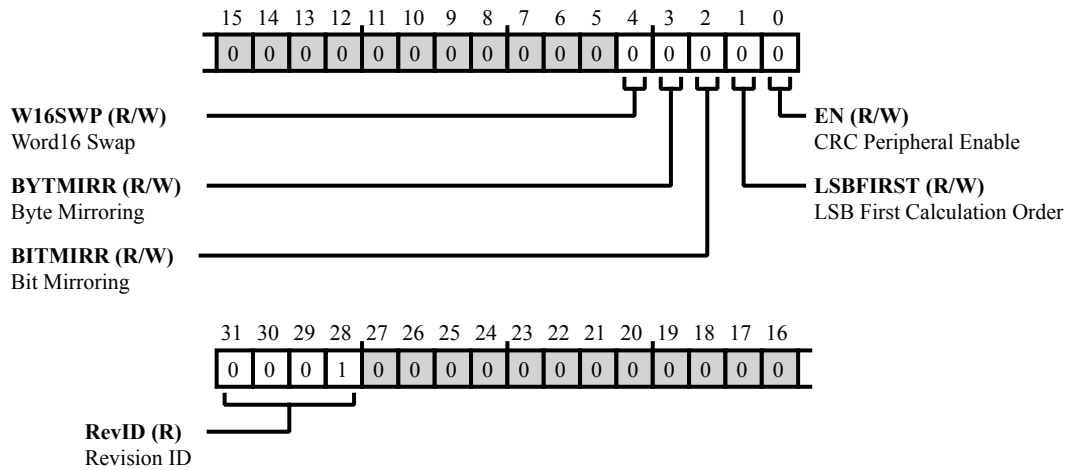 15 14 13 12 11 10 9 8 7 6 5 4 3 2 1 0
0 0 0 0 0 0 0 0 0 0 0 0 0 0 0 0
W16SWP (R/W)
Word16 Swap
EN (R/W)
CRC Peripheral Enable
BYTMIRR (R/W)
Byte Mirroring
LSBFIRST (R/W)
LSB First Calculation Order
BITMIRR (R/W)
Bit Mirroring
31 30 29 28 27 26 25 24 23 22 21 20 19 18 17 16
0 0 0 1 0 0 0 0 0 0 0 0 0 0 0 0
RevID (R)
Revision ID